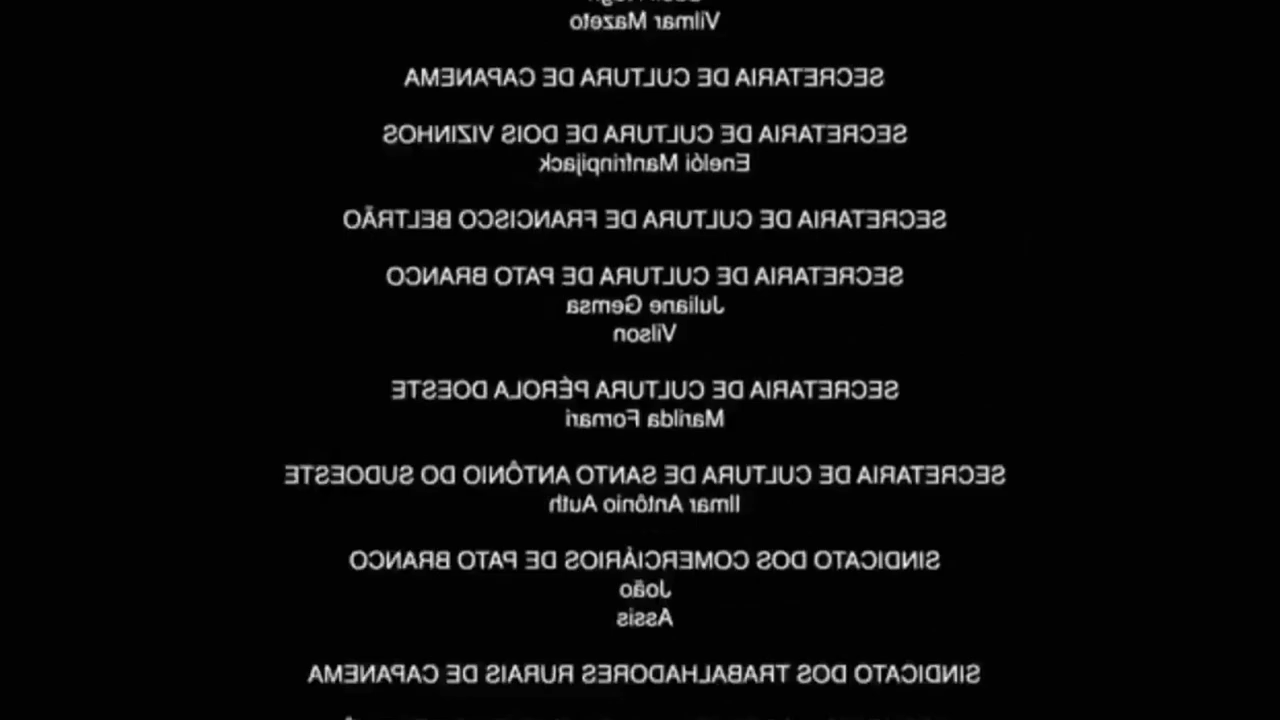 Vilmar Mazeto
SECRETARIA DE CULTURA DE CAPANEMA
SECRETARIA DE CULTURA DE DOIS VIZINHOS
Enelói Manfrinpijack
SECRETARIA DE CULTURA DE FRANCISCO BELTRÃO
SECRETARIA DE CULTURA DE PATO BRANCO
Juliane Gemsa
Vilson
SECRETARIA DE CULTURA PÉROLA DOESTE
Marilda Fornari
SECRETARIA DE CULTURA DE SANTO ANTÔNIO DO SUDOESTE
Ilmar Antônio Auth
SINDICATO DOS COMERCIÁRIOS DE PATO BRANCO
João
Assis
SINDICATO DOS TRABALHADORES RURAIS DE CAPANEMA